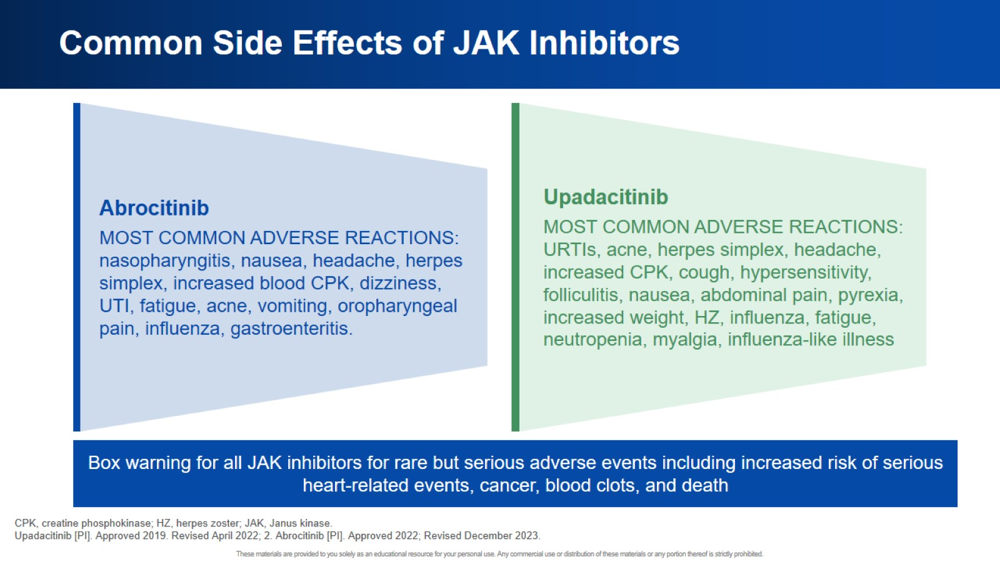 Common Side Effects of JAK Inhibitors
Abrocitinib
MOST COMMON ADVERSE REACTIONS:
nasopharyngitis, nausea, headache, herpes
simplex, increased blood CPK, dizziness,
UTI, fatigue, acne, vomiting, oropharyngeal
pain, influenza, gastroenteritis.
Upadacitinib
MOST COMMON ADVERSE REACTIONS:
URTIs, acne, herpes simplex, headache,
increased CPK, cough, hypersensitivity,
folliculitis, nausea, abdominal pain, pyrexia,
increased weight, HZ, influenza, fatigue,
neutropenia, myalgia, influenza-like illness
Box warning for all JAK inhibitors for rare but serious adverse events including increased risk of serious
heart-related events, cancer, blood clots, and death
CPK, creatine phosphokinase; HZ, herpes zoster; JAK, Janus kinase.
Upadacitinib [PI]. Approved 2019. Revised April 2022; 2. Abrocitinib [PI]. Approved 2022; Revised December 2023.
These materials are provided to you solely as an educational resource for your personal use. Any commercial use or distribution of these materials or any portion thereof is strictly prohibited.